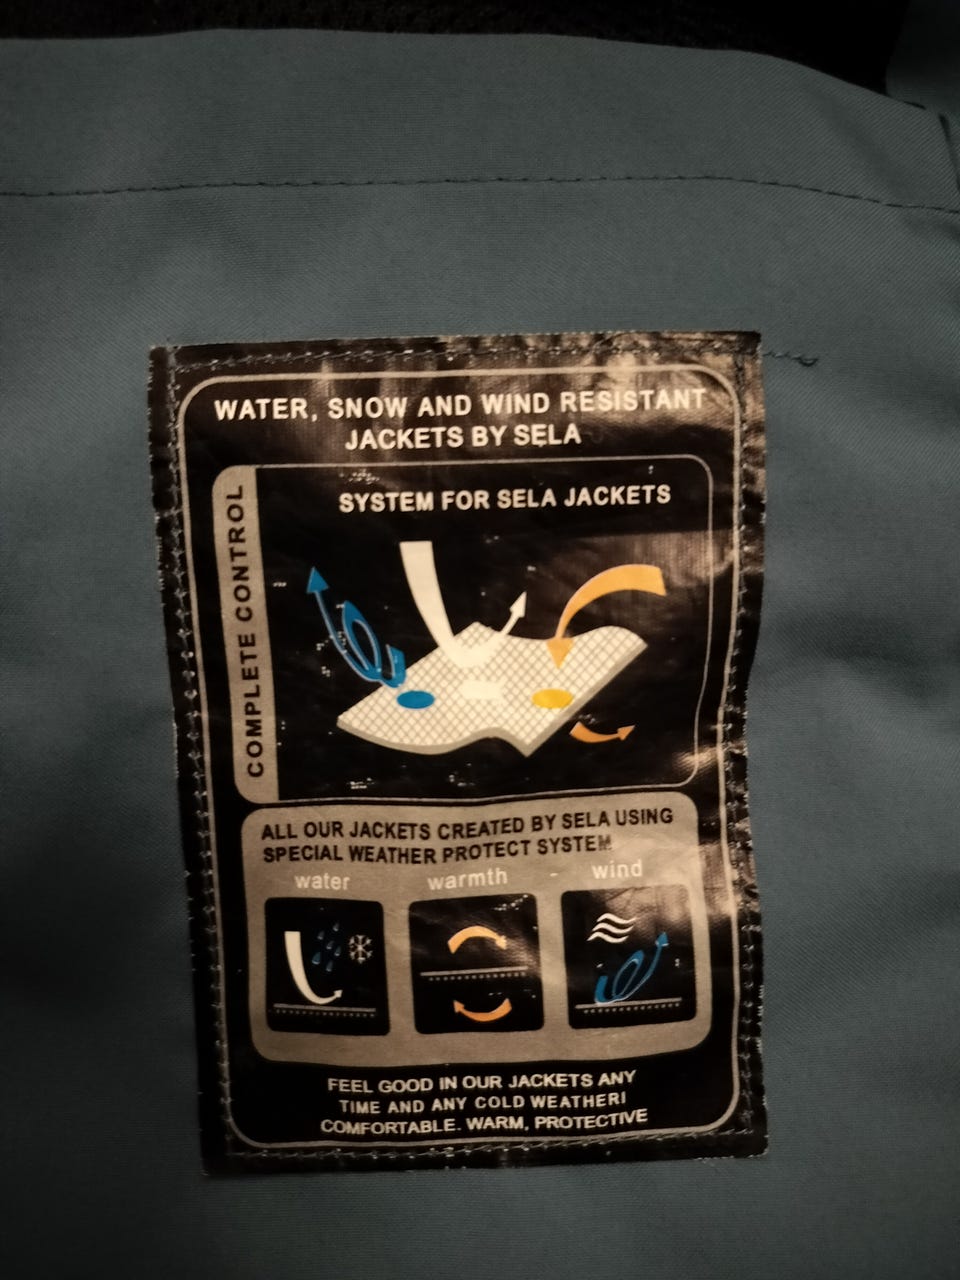 WATER, SNOW AND WIND RESISTANT
JACKETS BY SELA
COMPLETE CONTROL
SYSTEM FOR SELA JACKETS
ALL OUR JACKETS CREATED BY SELA USING
SPECIAL WEATHER PROTECT SYSTEM
water warmth - wind
FEEL GOOD IN OUR JACKETS ANY
TIME AND ANY COLD WEATHER!
COMFORTABLE. WARM, PROTECTIVE